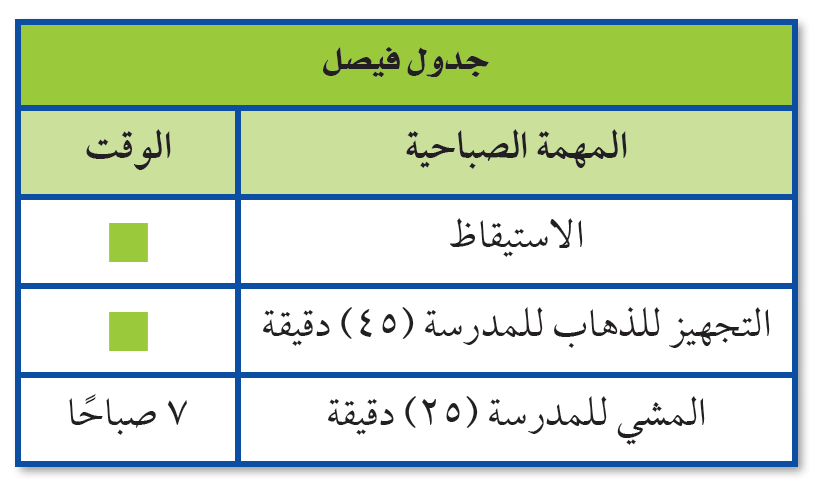 جدول فيصل
المهمة الصباحية الوقت
الاستيقاظ
التجهيز للذهاب للمدرسة (٤٥) دقيقة
المشي للمدرسة (٢٥) دقيقة ٧ صباحًا